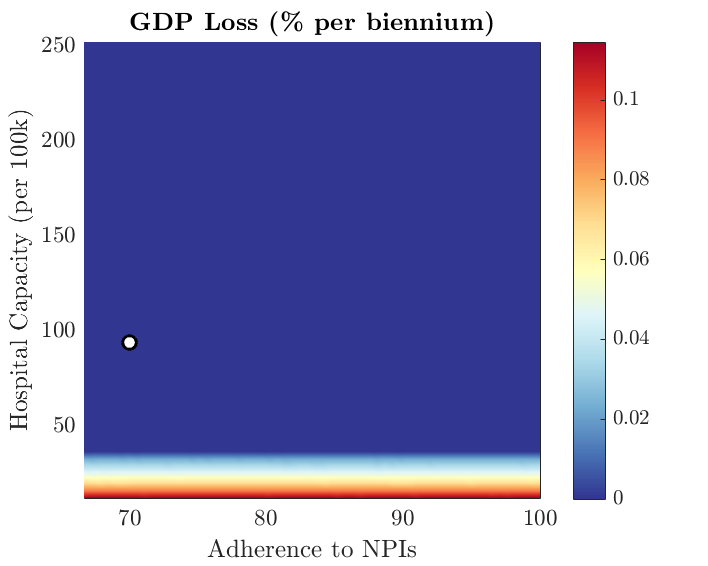 GDP Loss (% per biennium)
Hospital Capacity (per 100k)
250
200
150
100
50
70 80 90 100
Adherence to NPIs
0.1
0.08
0.06
0.04
0.02
0